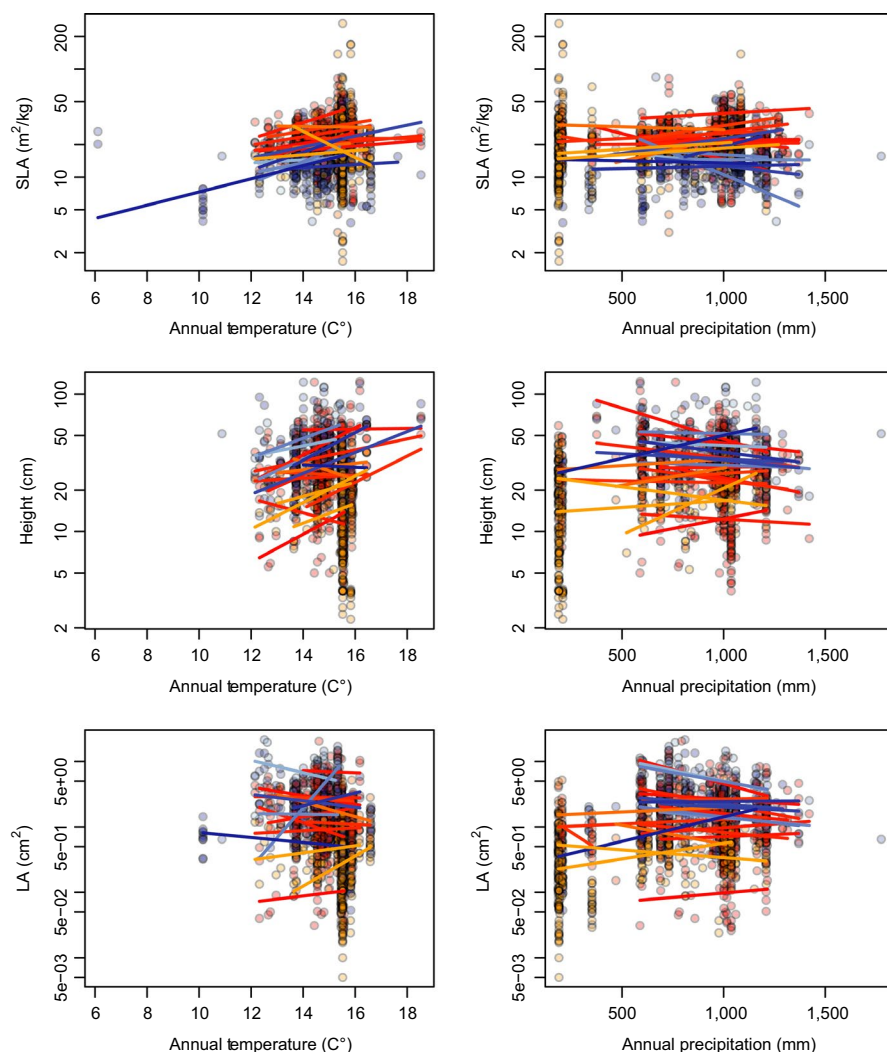 200
50
20
10
5
2
SLA (m2/kg)
6 8 10 12 14 16 18
Annual temperature (C°)
200
50
20
10
5
2
SLA (m2/kg)
500 1,000 1,500
Annual precipitation (mm)
100
50
20
10
5
2
Height (cm)
6 8 10 12 14 16 18
Annual temperature (C°)
100
50
20
10
5
2
Height (cm)
500 1,000 1,500
Annual precipitation (mm)
5e+00
5e−01
5e−02
5e−03
LA (cm2)
6 8 10 12 14 16 18
Annual temperature (C°)
5e+00
5e−01
5e−02
5e−03
LA (cm2)
500 1,000 1,500
Annual precipitation (mm)